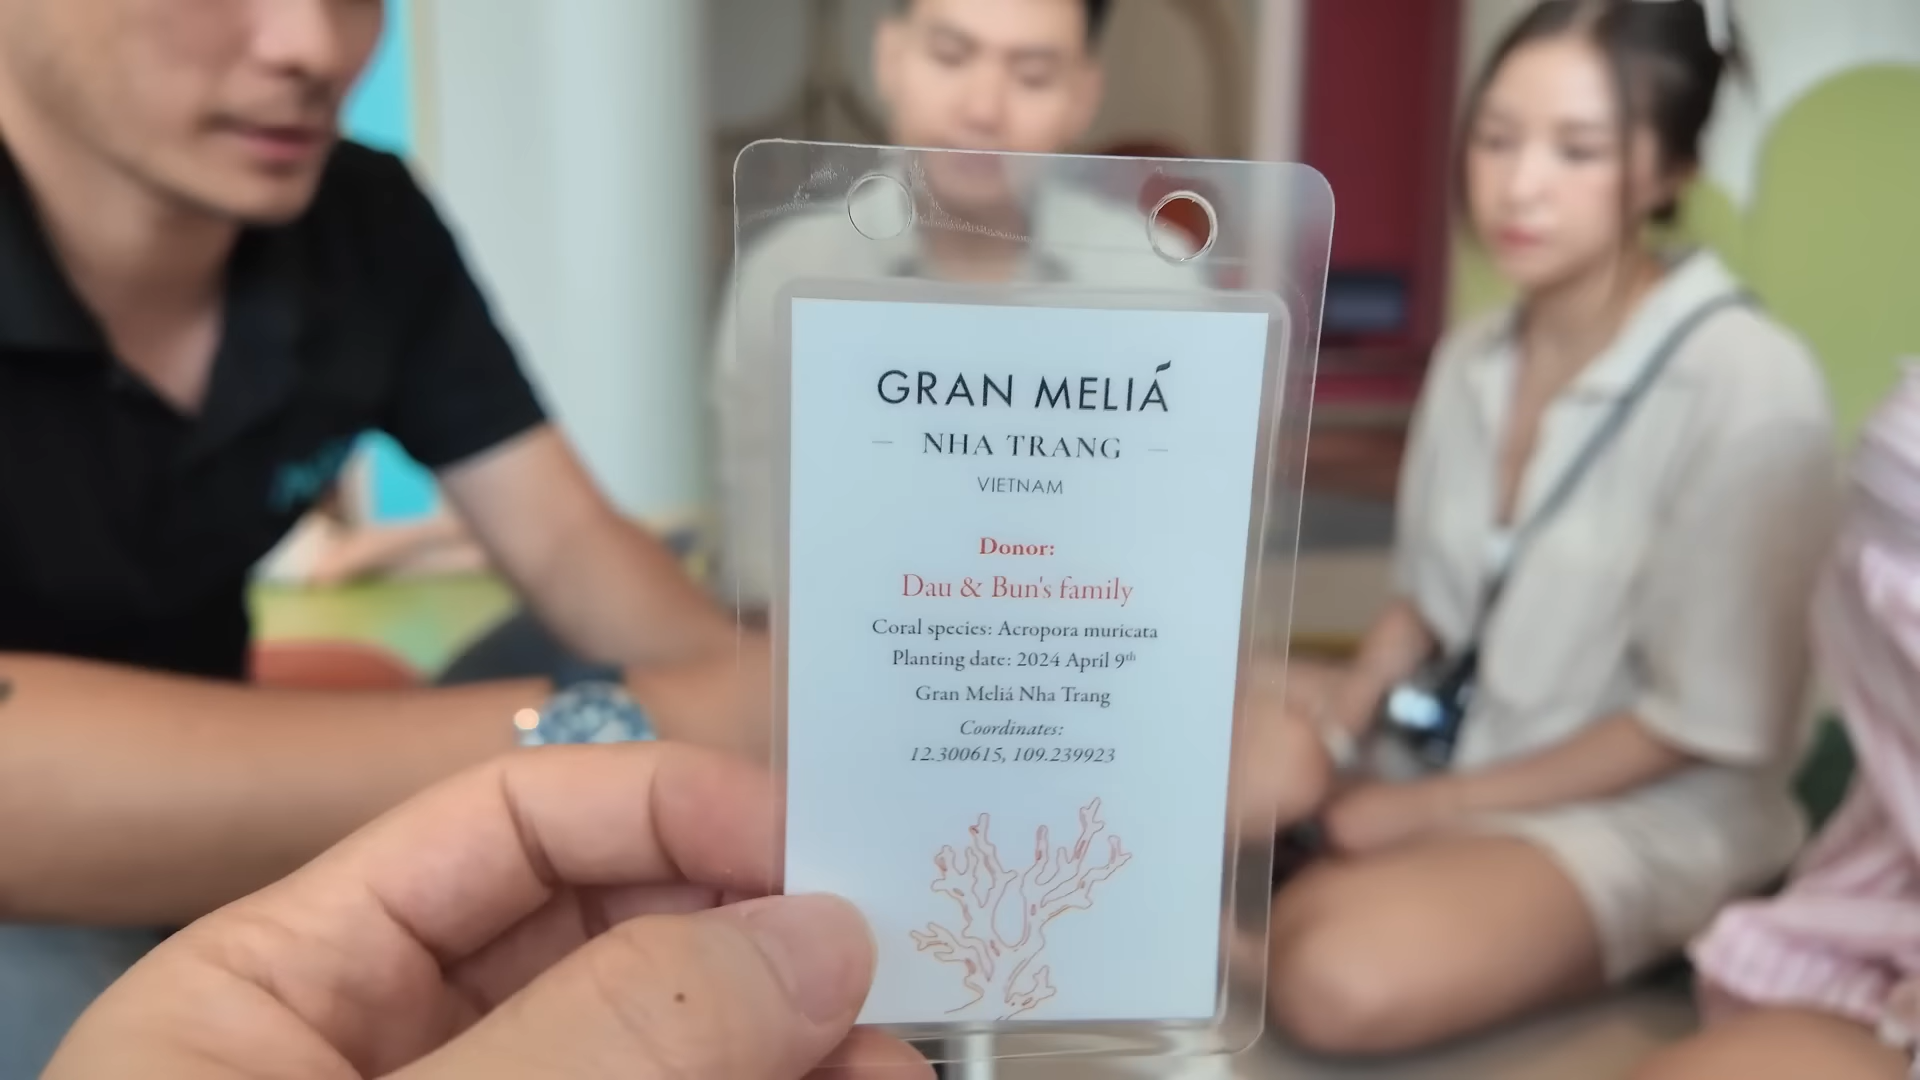 GRAN MELIÁ
NHA TRANG
VIETNAM
Donor:
Dau & Bun's family
Coral species: Acropora muricata
Planting date: 2024 April 9th
Gran Meliá Nha Trang
Coordinates:
12.300615, 109.239923